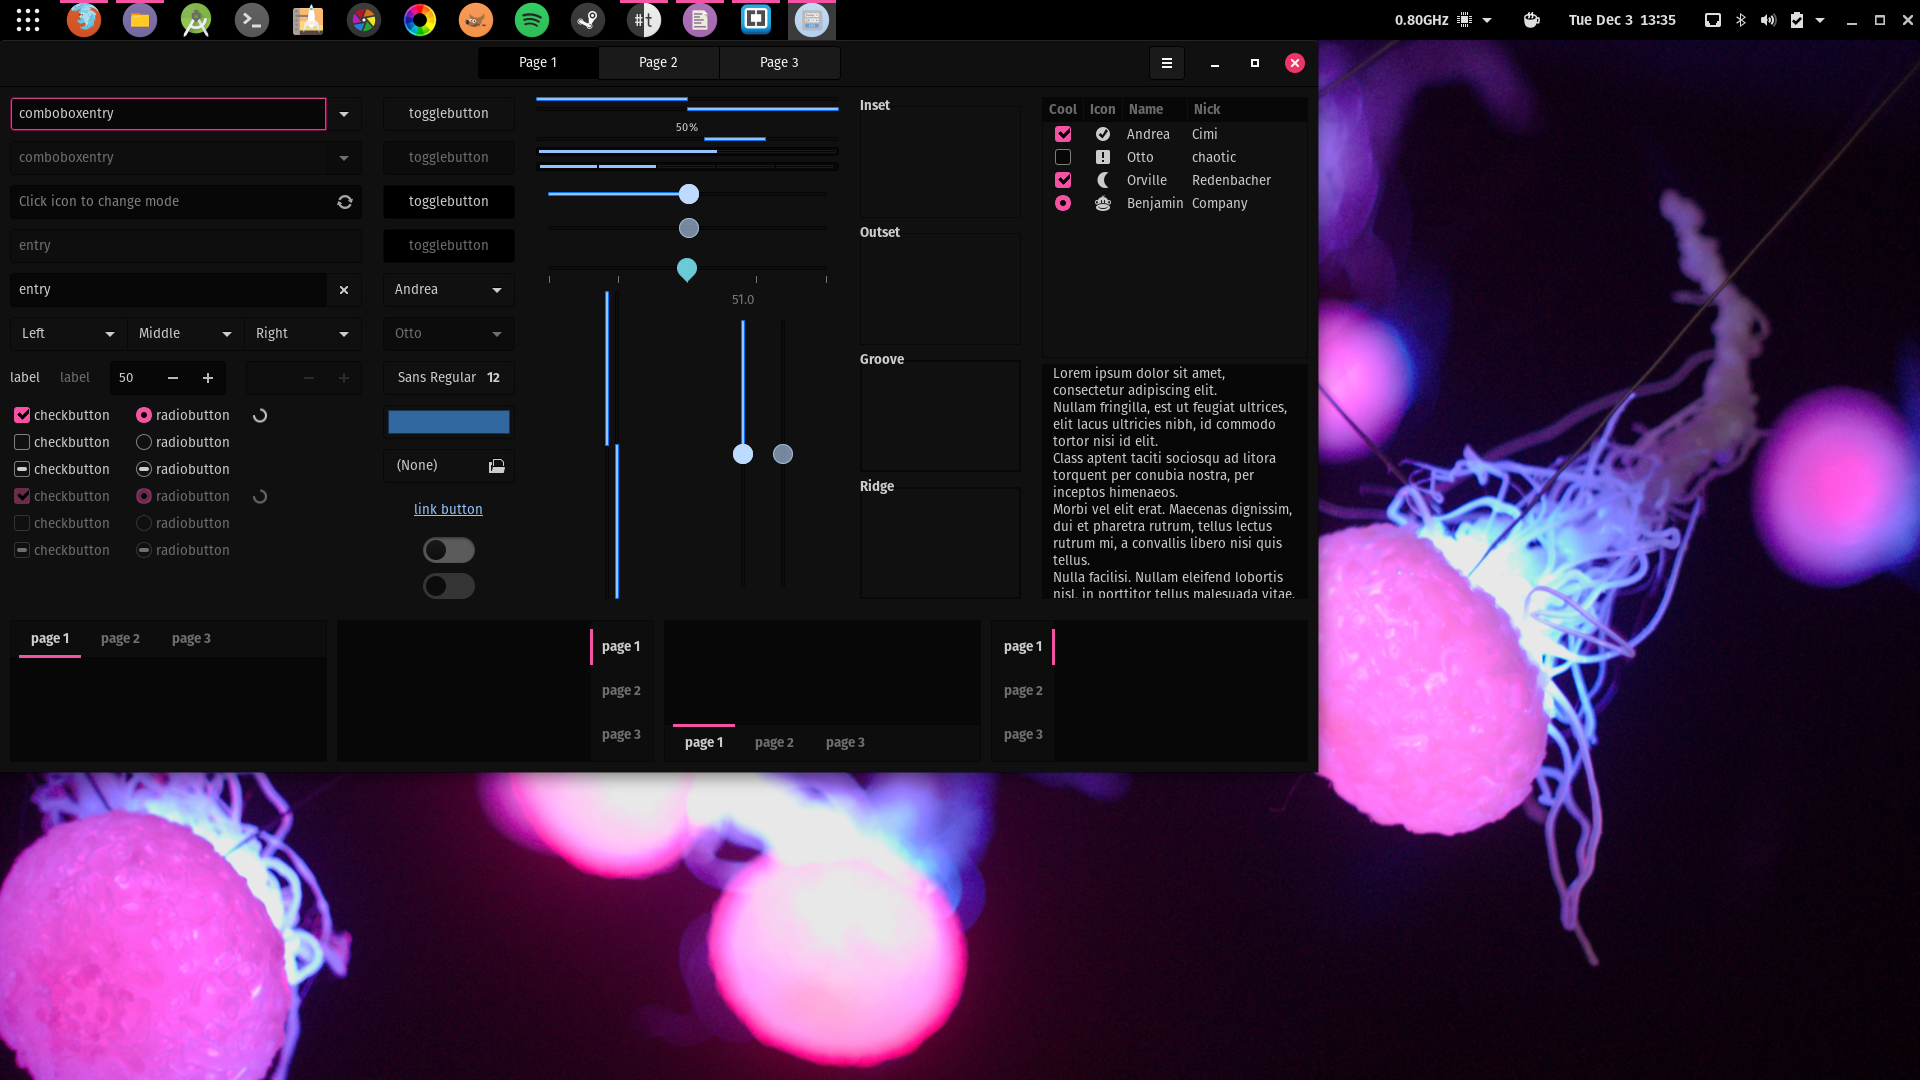 #t
0.80GHz
Tue Dec 3 13:35
Page 1
Page 2
Page 3
comboboxentry
comboboxentry
Click icon to change mode
entry
entry
Left
Middle
Right
label
label
50
checkbutton
radiobutton
checkbutton
radiobutton
checkbutton
radiobutton
checkbutton
radiobutton
checkbutton
radiobutton
checkbutton
radiobutton
togglebutton
togglebutton
togglebutton
togglebutton
Andrea
Otto
Sans Regular 12
(None)
link button
50%
51.0
Inset
Outset
Groove
Ridge
Cool Icon Name Nick
Andrea Cimi
Otto chaotic
Orville Redenbacher
Benjamin Company
Lorem ipsum dolor sit amet,
consectetur adipiscing elit.
Nullam fringilla, est ut feugiat ultrices,
elit lacus ultricies nibh, id commodo
tortor nisi id elit.
Class aptent taciti sociosqu ad litora
torquent per conubia nostra, per
inceptos himenaeos.
Morbi vel elit erat. Maecenas dignissim,
dui et pharetra rutrum, tellus lectus
rutrum mi, a convallis libero nisi quis
tellus.
Nulla facilisi. Nullam eleifend lobortis
nisl, in porttitor tellus malesuada vitae.
page 1
page 2
page 3
page 1
page 2
page 3
page 1
page 2
page 3
page 1
page 2
page 3